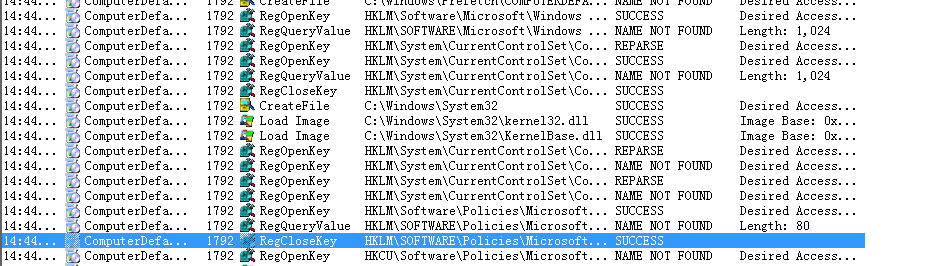 14:44... ComputerDefa... 1792 CreateFile C:\Windows\Prefetch\COMPUTERDEFA... SUCCESS Desired Access...
14:44... ComputerDefa... 1792 RegOpenKey HKLM\Software\Microsoft\Windows ... SUCCESS Desired Access...
14:44... ComputerDefa... 1792 RegQueryValue HKLM\SOFTWARE\Microsoft\Windows ... NAME NOT FOUND Length: 1,024
14:44... ComputerDefa... 1792 RegOpenKey HKLM\System\CurrentControlSet\Co... REPARSE Desired Access...
14:44... ComputerDefa... 1792 RegOpenKey HKLM\System\CurrentControlSet\Co... SUCCESS Desired Access...
14:44... ComputerDefa... 1792 RegQueryValue HKLM\System\CurrentControlSet\Co... NAME NOT FOUND Length: 1,024
14:44... ComputerDefa... 1792 RegCloseKey HKLM\System\CurrentControlSet\Co... SUCCESS
14:44... ComputerDefa... 1792 CreateFile C:\Windows\System32 SUCCESS Desired Access...
14:44... ComputerDefa... 1792 Load Image C:\Windows\System32\kernel32.dll SUCCESS Image Base: 0x...
14:44... ComputerDefa... 1792 Load Image C:\Windows\System32\KernelBase.dll SUCCESS Image Base: 0x...
14:44... ComputerDefa... 1792 RegOpenKey HKLM\System\CurrentControlSet\Co... REPARSE Desired Access...
14:44... ComputerDefa... 1792 RegOpenKey HKLM\System\CurrentControlSet\Co... NAME NOT FOUND Desired Access...
14:44... ComputerDefa... 1792 RegOpenKey HKLM\System\CurrentControlSet\Co... REPARSE Desired Access...
14:44... ComputerDefa... 1792 RegOpenKey HKLM\System\CurrentControlSet\Co... NAME NOT FOUND Desired Access...
14:44... ComputerDefa... 1792 RegOpenKey HKLM\Software\Policies\Microsoft... SUCCESS Desired Access...
14:44... ComputerDefa... 1792 RegQueryValue HKLM\SOFTWARE\Policies\Microsoft... NAME NOT FOUND Length: 80
14:44... ComputerDefa... 1792 RegCloseKey HKLM\SOFTWARE\Policies\Microsoft... SUCCESS
14:44... ComputerDefa... 1792 RegOpenKey HKCU\Software\Policies\Microsoft... NAME NOT FOUND Desired Access...